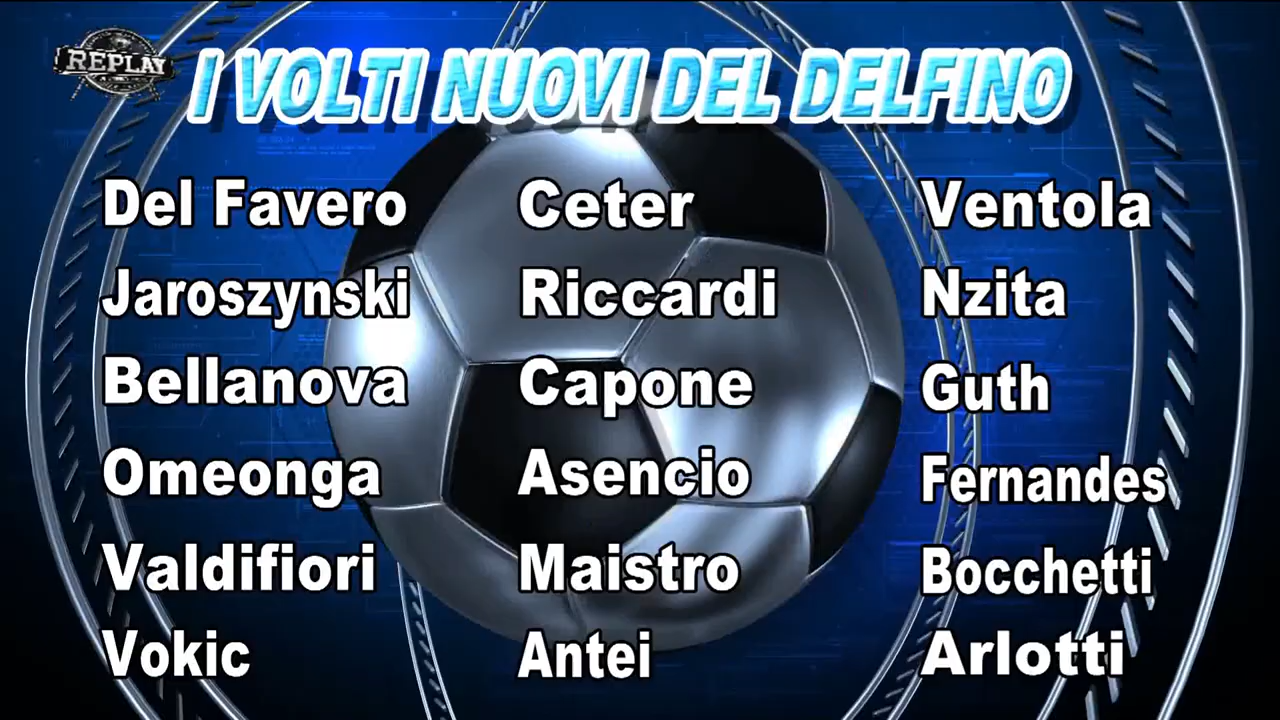 REPLAY
I VOLTI NUOVI DEL DELFINO
Del Favero Ceter Ventola
Jaroszynski Riccardi Nzita
Bellanova Capone Guth
Omeonga Asencio Fernandes
Valdifiori Maistro Bocchetti
Vokic Antei Arlotti